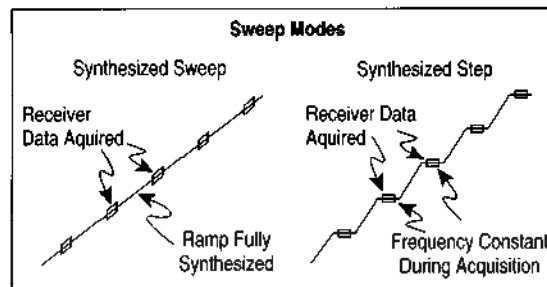 Sweep Modes
Synthesized Sweep
Receiver
Data Aquired
Ramp Fully
Synthesized
Synthesized Step
Receiver Data
Aquired
Frequency Constant
During Acquisition